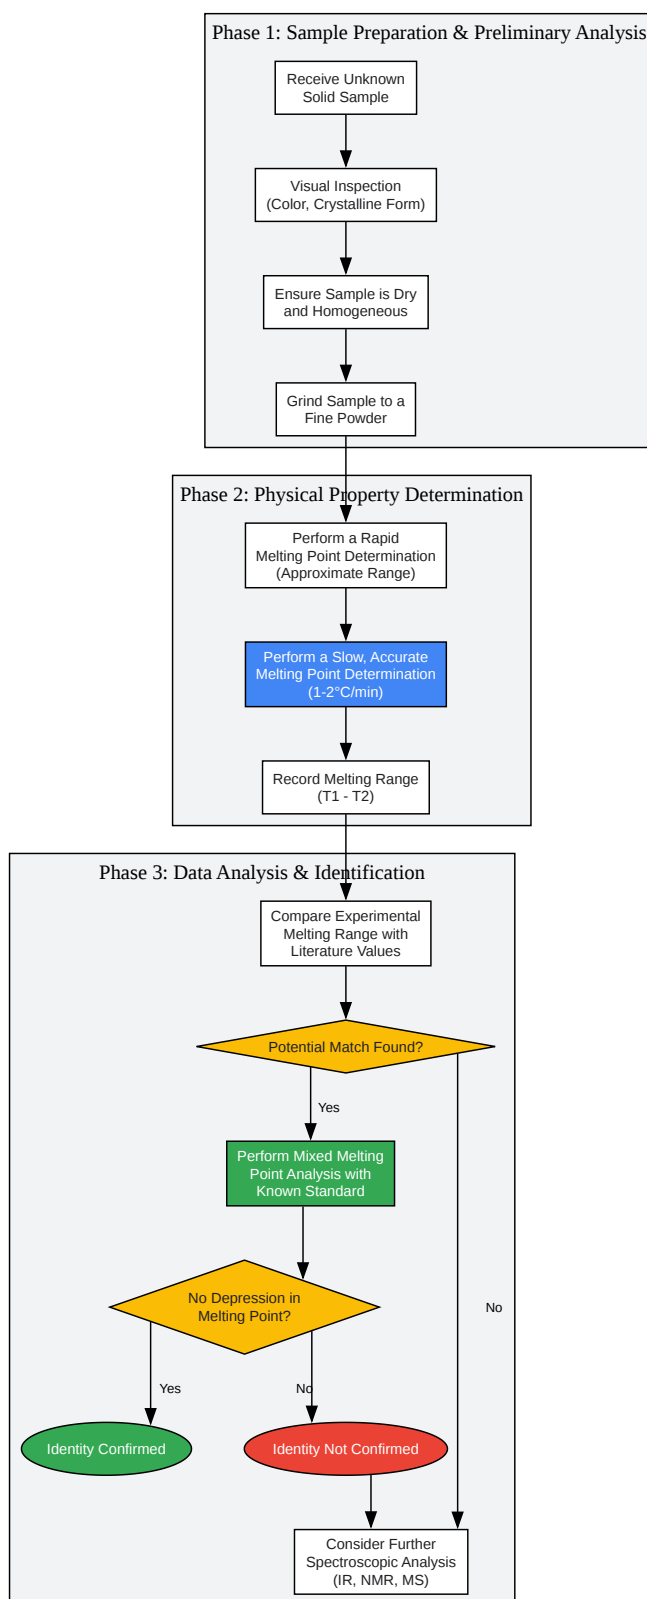 Phase 1: Sample Preparation & Preliminary Analysis
Receive Unknown
Solid Sample
Visual Inspection
(Color, Crystalline Form)
Ensure Sample is Dry
and Homogeneous
Grind Sample to a
Fine Powder
Phase 2: Physical Property Determination
Perform a Rapid
Melting Point Determination
(Approximate Range)
Perform a Slow, Accurate
Melting Point Determination
(1-2°C/min)
Record Melting Range
(T1 - T2)
Phase 3: Data Analysis & Identification
Compare Experimental
Melting Range with
Literature Values
Potential Match Found?
Yes
Perform Mixed Melting
Point Analysis with
Known Standard
No Depression in
Melting Point?
No
Yes
No
Identity Confirmed
Identity Not Confirmed
Consider Further
Spectroscopic Analysis
(IR, NMR, MS)